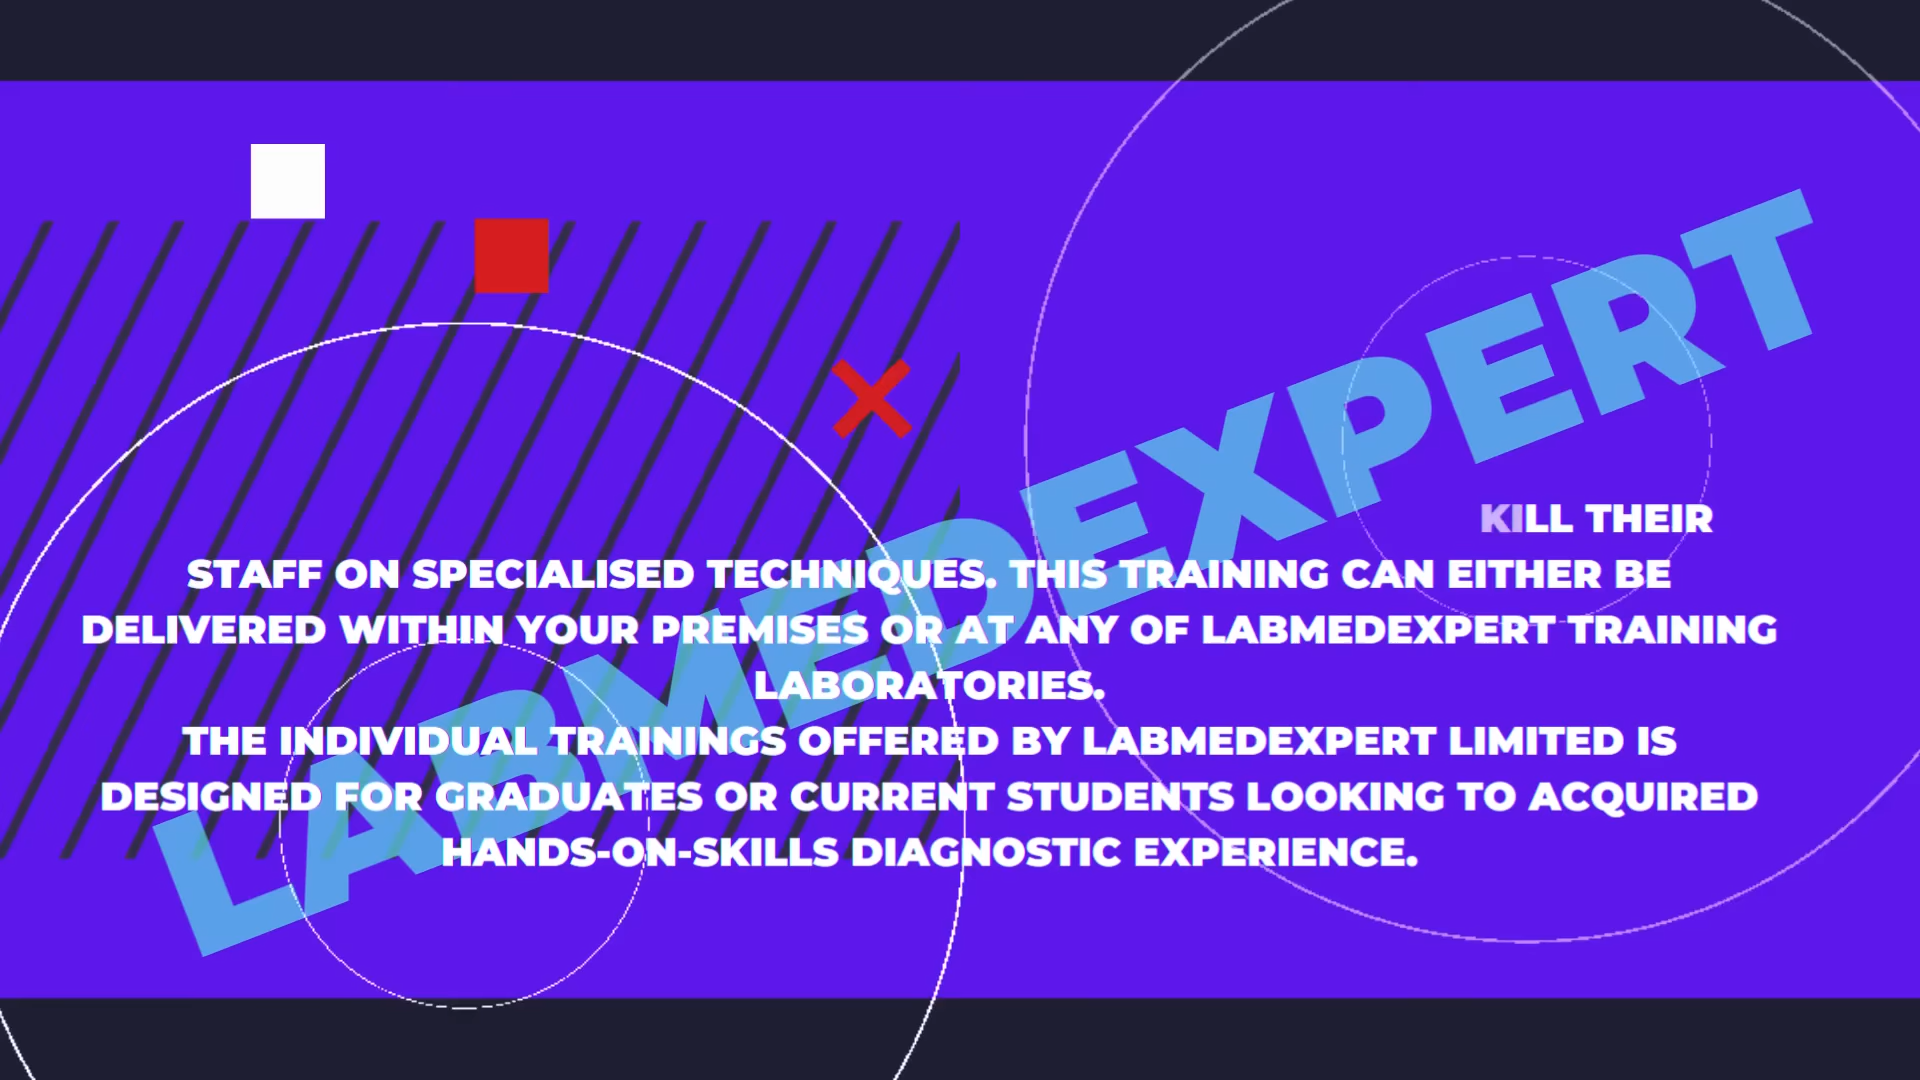 KILL THEIR
STAFF ON SPECIALISED TECHNIQUES. THIS TRAINING CAN EITHER BE
DELIVERED WITHIN YOUR PREMISES OR AT ANY OF LABMEDEXPERT TRAINING
LABORATORIES.
THE INDIVIDUAL TRAININGS OFFERED BY LABMEDEXPERT LIMITED IS
DESIGNED FOR GRADUATES OR CURRENT STUDENTS LOOKING TO ACQUIRED
HANDS-ON-SKILLS DIAGNOSTIC EXPERIENCE.
LABMEDEXPERT